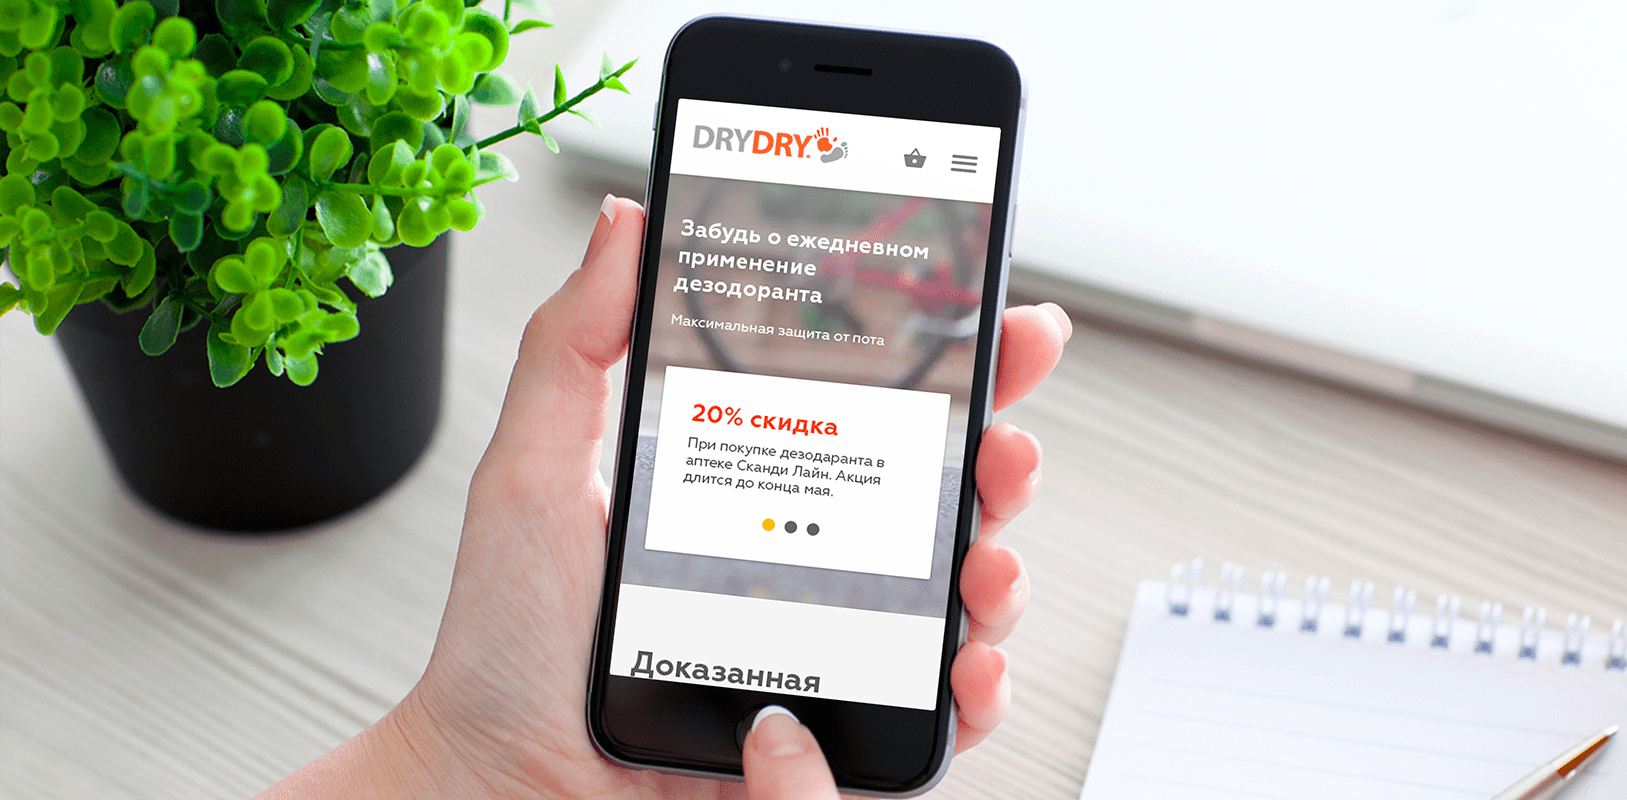 DRYDRY
Забудь о ежедневном
применение
дезодоранта
Максимальная защита от пота
20% скидка
При покупке дезодаранта в
аптеке Сканди Лайн. Акция
длится до конца мая.
Доказанная